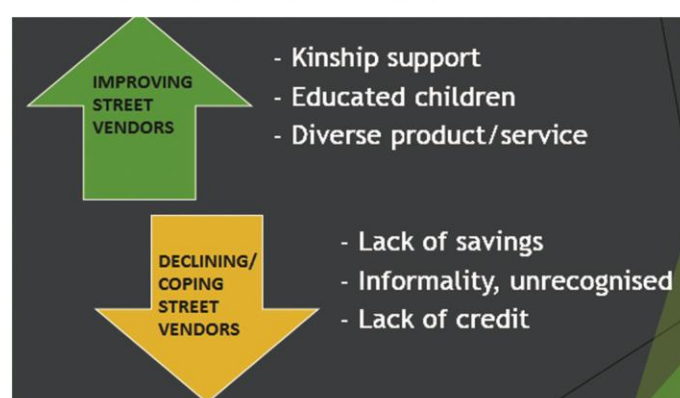 IMPROVING
STREET
VENDORS
- Kinship support
- Educated children
- Diverse product/service
DECLINING/
COPING
STREET
VENDORS
- Lack of savings
- Informality, unrecognised
- Lack of credit